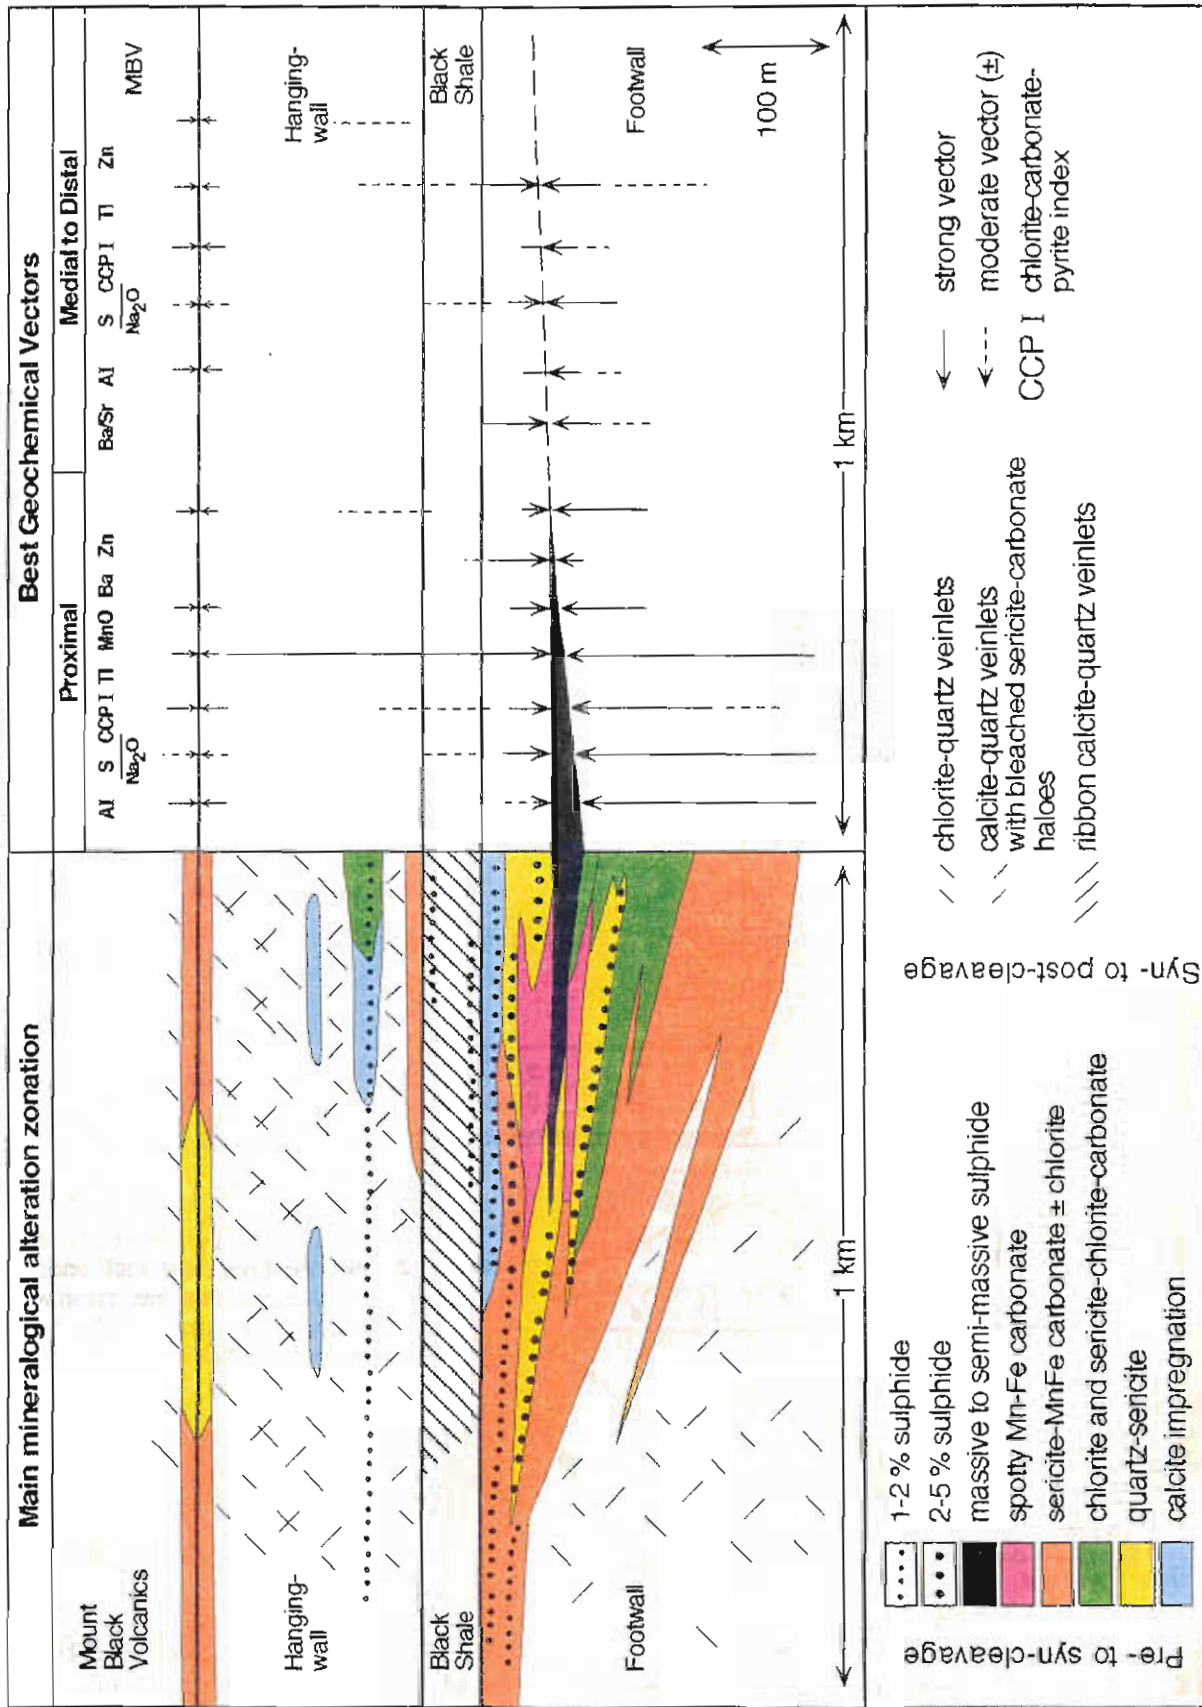 Main mineralogical alteration zonation
Best Geochemical Vectors
Proximal
Medial to Distal
Al S/Na2O CCP I Tl MnO Ba Zn
Ba/Sr Al S/Na2O CCP I Tl Zn
MBV
Mount
Black
Volcanics
Hanging-
wall
Hanging-
wall
Black
Shale
Black
Shale
Footwall
Footwall
100 m
1 km
1 km
Pre- to syn-cleavage
1-2 % sulphide
2-5 % sulphide
massive to semi-massive sulphide
spotty Mn-Fe carbonate
sericite-MnFe carbonate ± chlorite
chlorite and sericite-chlorite-carbonate
quartz-sericite
calcite impregnation
Syn- to post-cleavage
chlorite-quartz veinlets
calcite-quartz veinlets
with bleached sericite-carbonate
haloes
ribbon calcite-quartz veinlets
strong vector
moderate vector (±)
CCP I chlorite-carbonate-
pyrite index